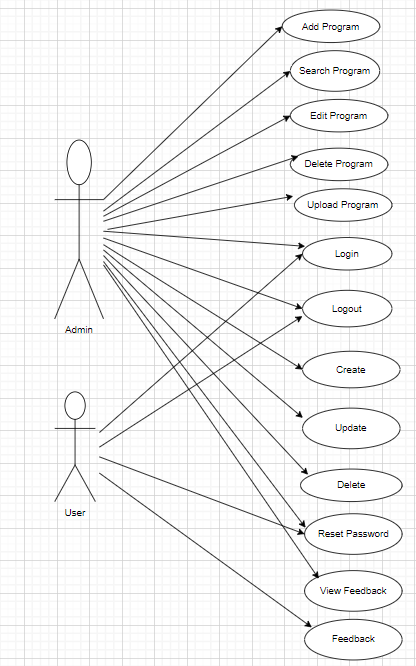 Add Program
Search Program
Edit Program
Delete Program
Upload Program
Login
Logout
Admin
Create
Update
Delete
User
Reset Password
View Feedback
Feedback